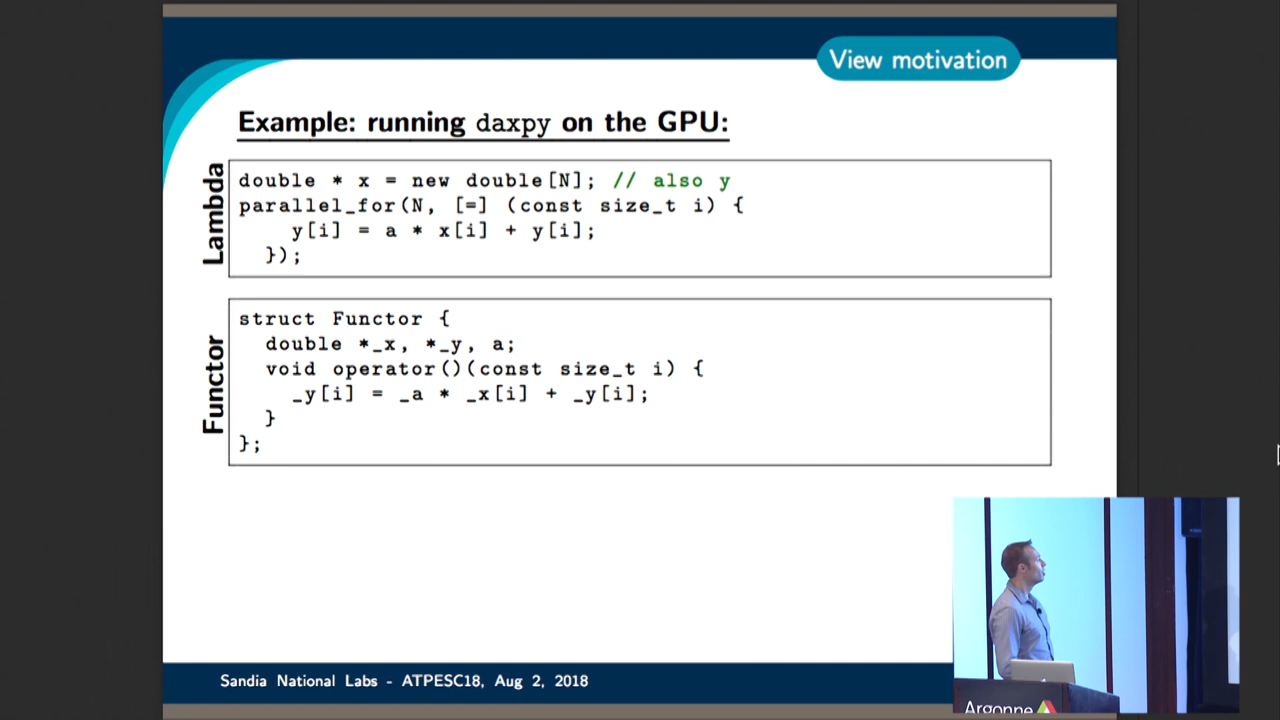 View motivation
Example: running daxpy on the GPU:
Lambda
double * x = new double[N]; // also y
parallel_for(N, [=] (const size_t i) {
    y[i] = a * x[i] + y[i];
  });
Functor
struct Functor {
  double *_x, *_y, a;
  void operator()(const size_t i) {
    _y[i] = _a * _x[i] + _y[i];
  }
};
Sandia National Labs - ATPESC18, Aug 2, 2018
Argonne